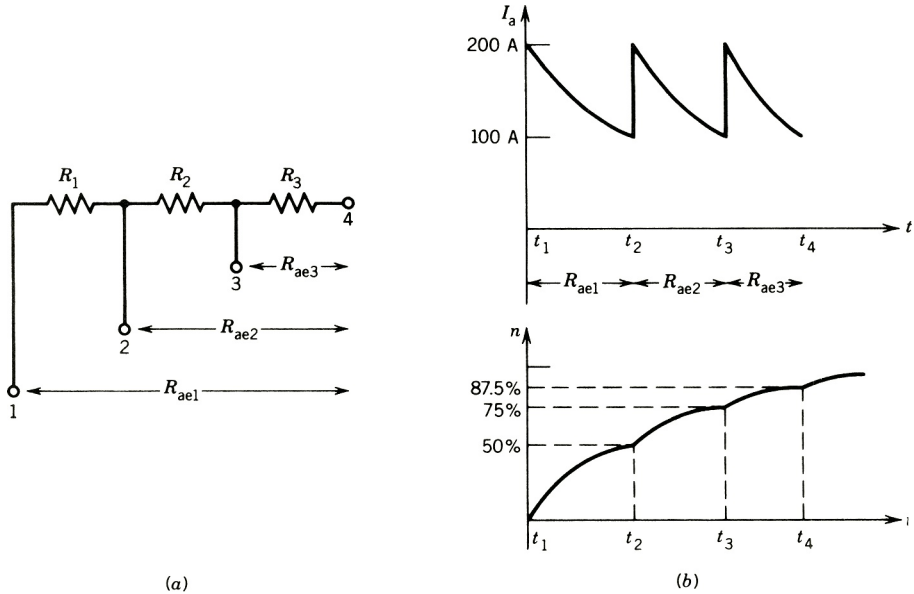 R1 R2 R3
4
3 Rae3
2 Rae2
Rae1
1
(a)
Ia
200 A
100 A
t
t1 t2 t3 t4
Rae1 Rae2 Rae3
n
87.5%
75%
50%
t1 t2 t3 t4
(b)